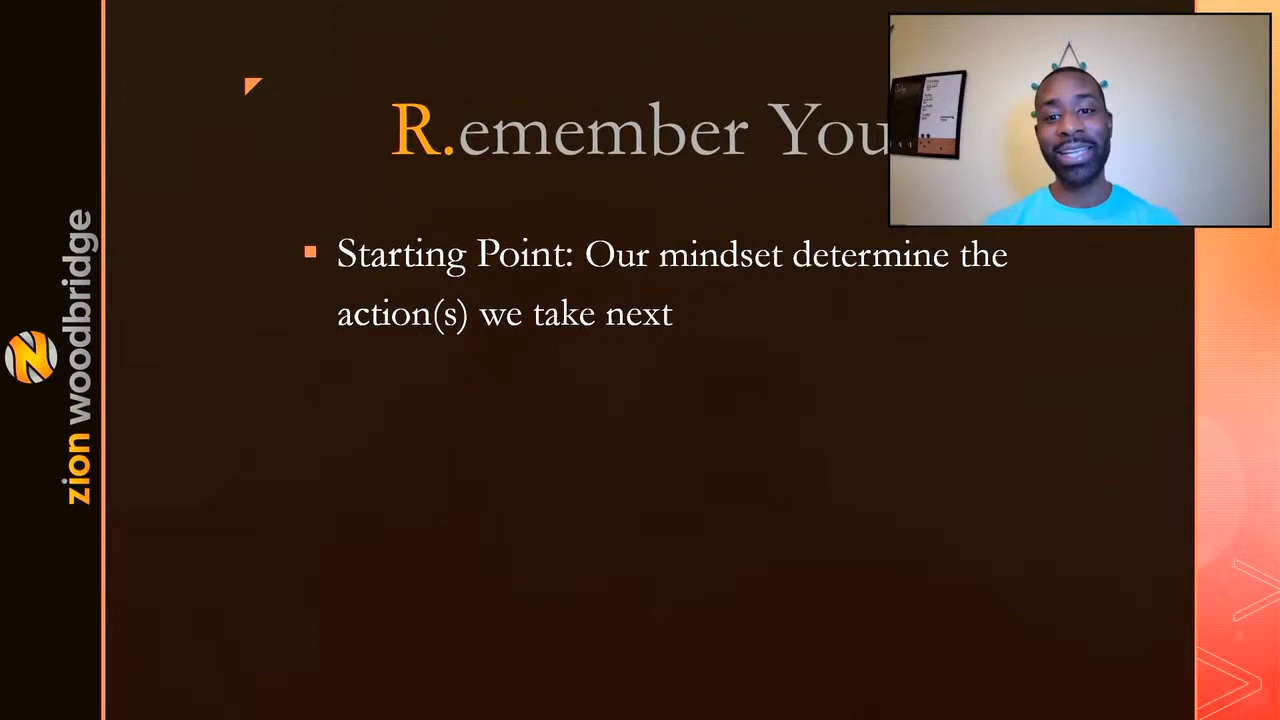 R.emember You
Starting Point: Our mindset determine the
action(s) we take next
zion woodbridge